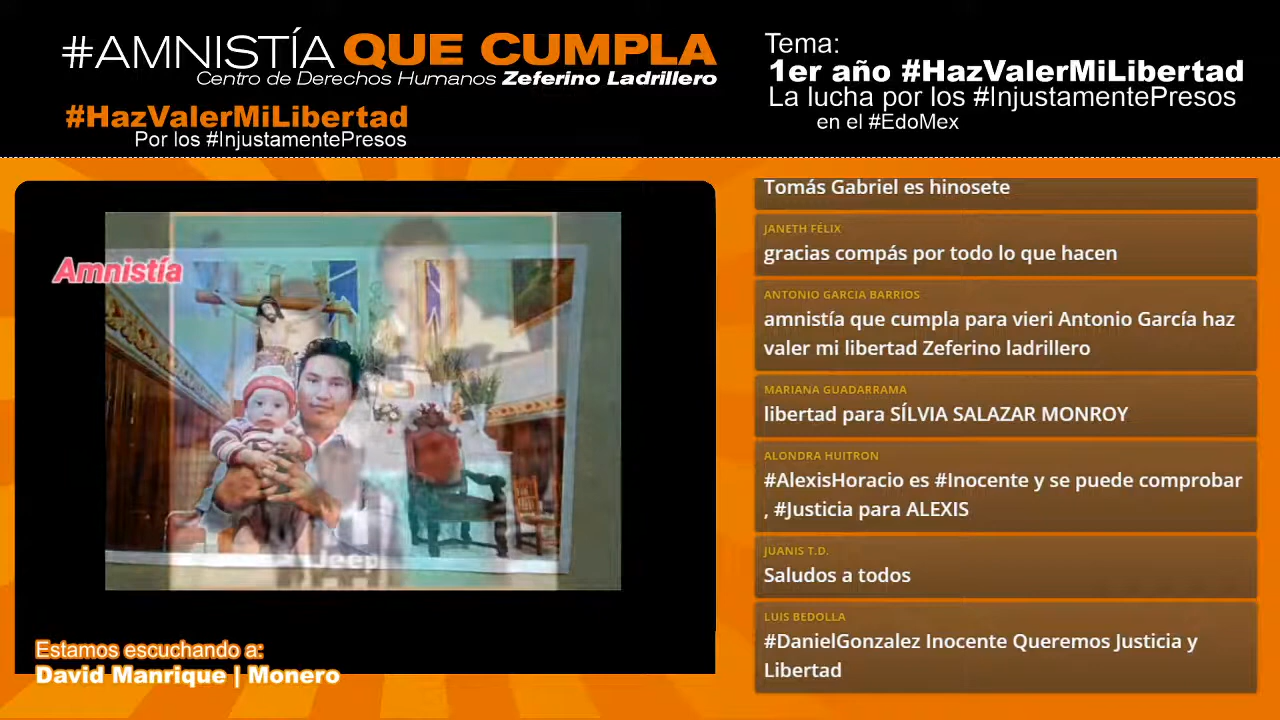 #AMNISTÍA QUE CUMPLA
Centro de Derechos Humanos Zeferino Ladrillero
#HazValerMiLibertad
Por los #InjustamentePresos
Tema:
1er año #HazValerMiLibertad
La lucha por los #InjustamentePresos
en el #EdoMex
Amnistía
Jeep
Estamos escuchando a:
David Manrique | Monero
Tomás Gabriel es hinosete
JANETH FÉLIX
gracias compás por todo lo que hacen
ANTONIO GARCIA BARRIOS
amnistía que cumpla para vieri Antonio García haz
valer mi libertad Zeferino ladrillero
MARIANA GUADARRAMA
libertad para SÍLVIA SALAZAR MONROY
ALONDRA HUITRON
#AlexisHoracio es #Inocente y se puede comprobar
, #Justicia para ALEXIS
JUANIS T.D.
Saludos a todos
LUIS BEDOLLA
#DanielGonzalez Inocente Queremos Justicia y
Libertad